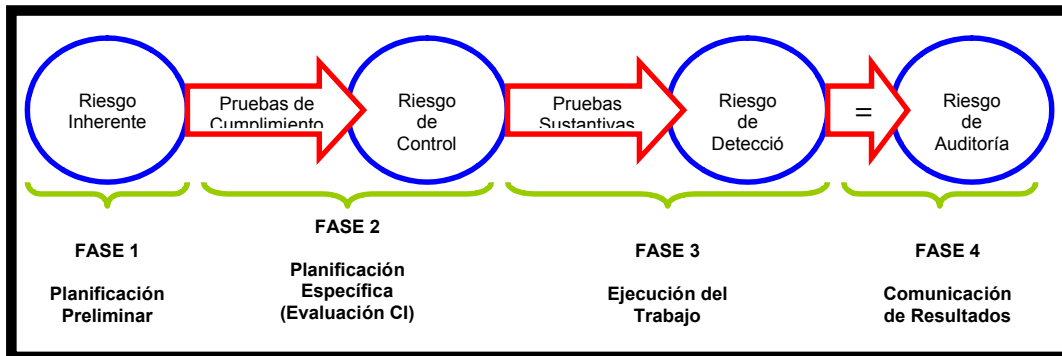 Riesgo
Inherente
Pruebas de
Cumplimiento
Riesgo
de
Control
Pruebas
Sustantivas
Riesgo
de
Detecció
=
Riesgo
de
Auditoría
FASE 1
Planificación
Preliminar
FASE 2
Planificación
Específica
(Evaluación CI)
FASE 3
Ejecución del
Trabajo
FASE 4
Comunicación
de Resultados